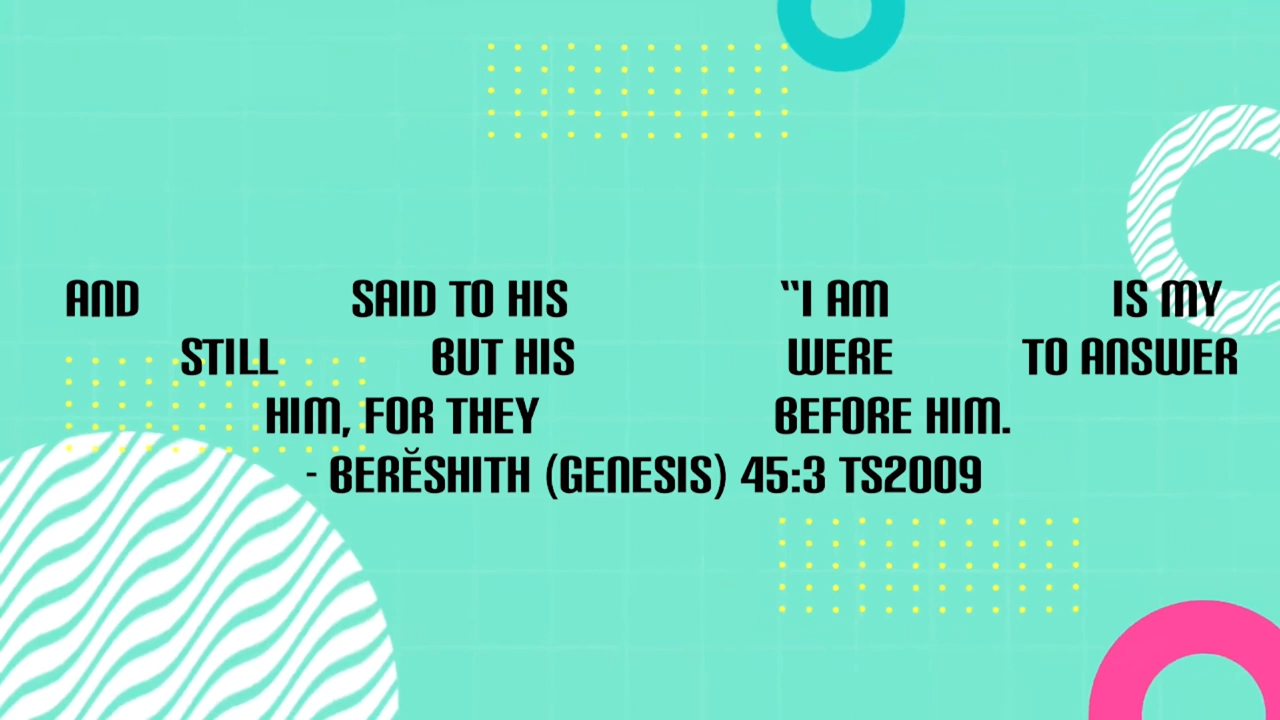 AND SAID TO HIS “I AM IS MY
STILL BUT HIS WERE TO ANSWER
HIM, FOR THEY BEFORE HIM.
- BERĔSHITH (GENESIS) 45:3 TS2009